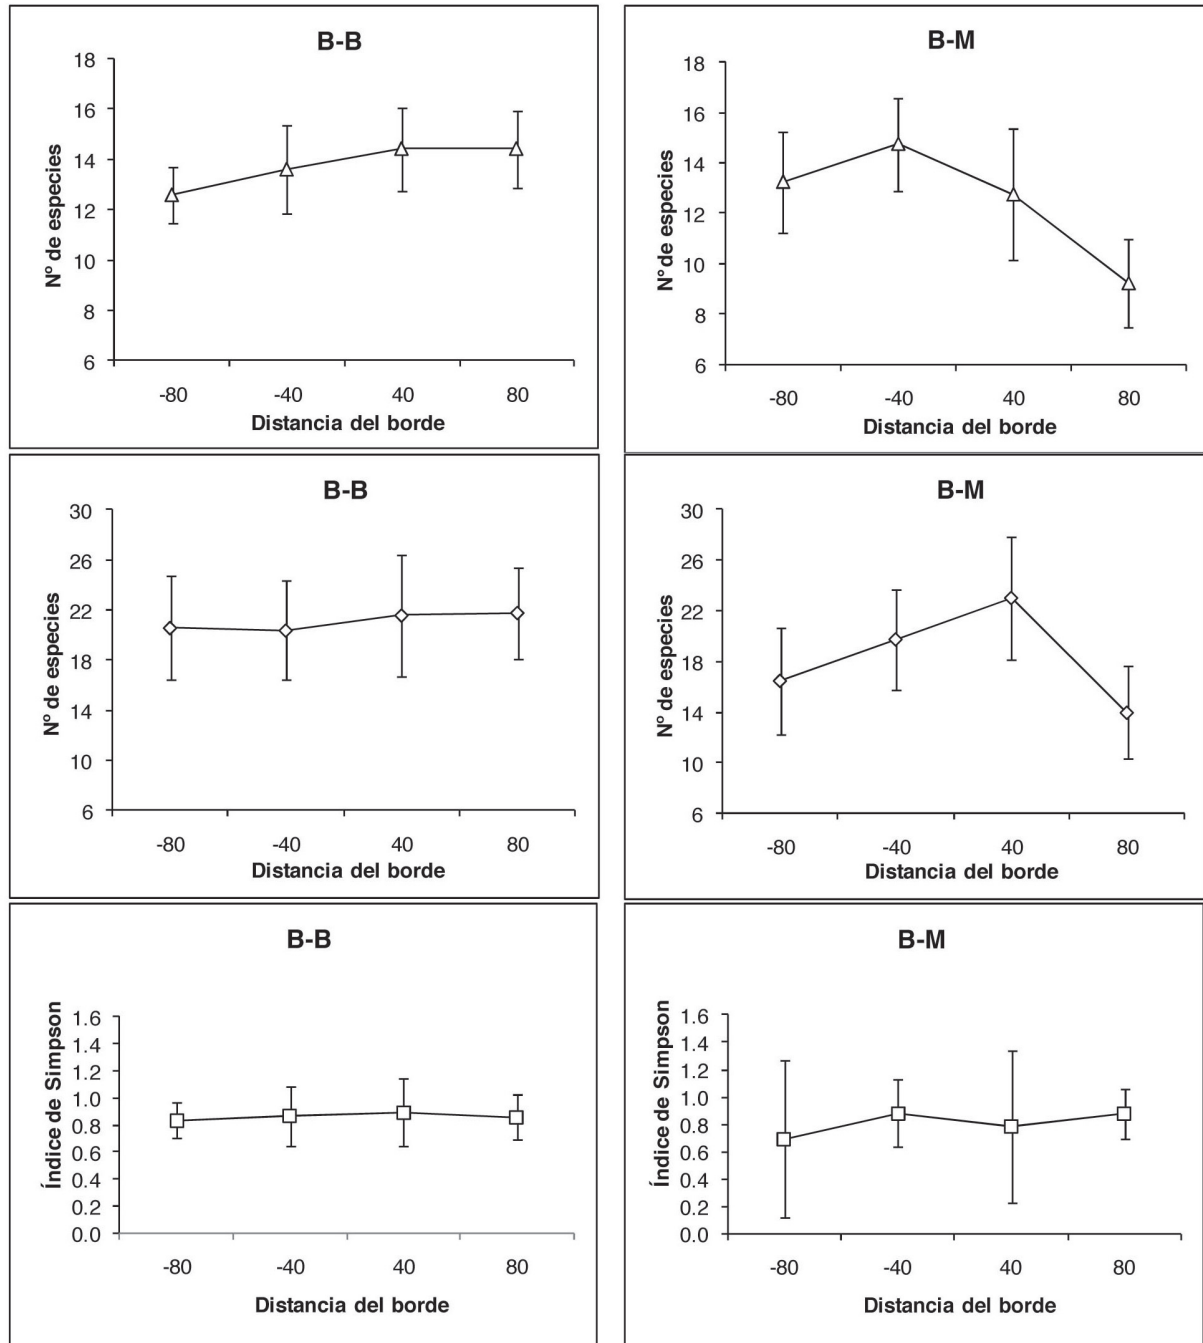 B-B
18
16
14
12
10
8
6
Nº de especies
-80 -40 40 80
Distancia del borde
B-M
18
16
14
12
10
8
6
N° de especies
-80 -40 40 80
Distancia del borde
B-B
30
26
22
18
14
10
6
Nº de especies
-80 -40 40 80
Distancia del borde
B-M
30
26
22
18
14
10
6
Nº de especies
-80 -40 40 80
Distancia del borde
B-B
1.6
1.4
1.2
1.0
0.8
0.6
0.4
0.2
0.0
Índice de Simpson
-80 -40 40 80
Distancia del borde
B-M
1.6
1.4
1.2
1.0
0.8
0.6
0.4
0.2
0.0
Índice de Simpson
-80 -40 40 80
Distancia del borde